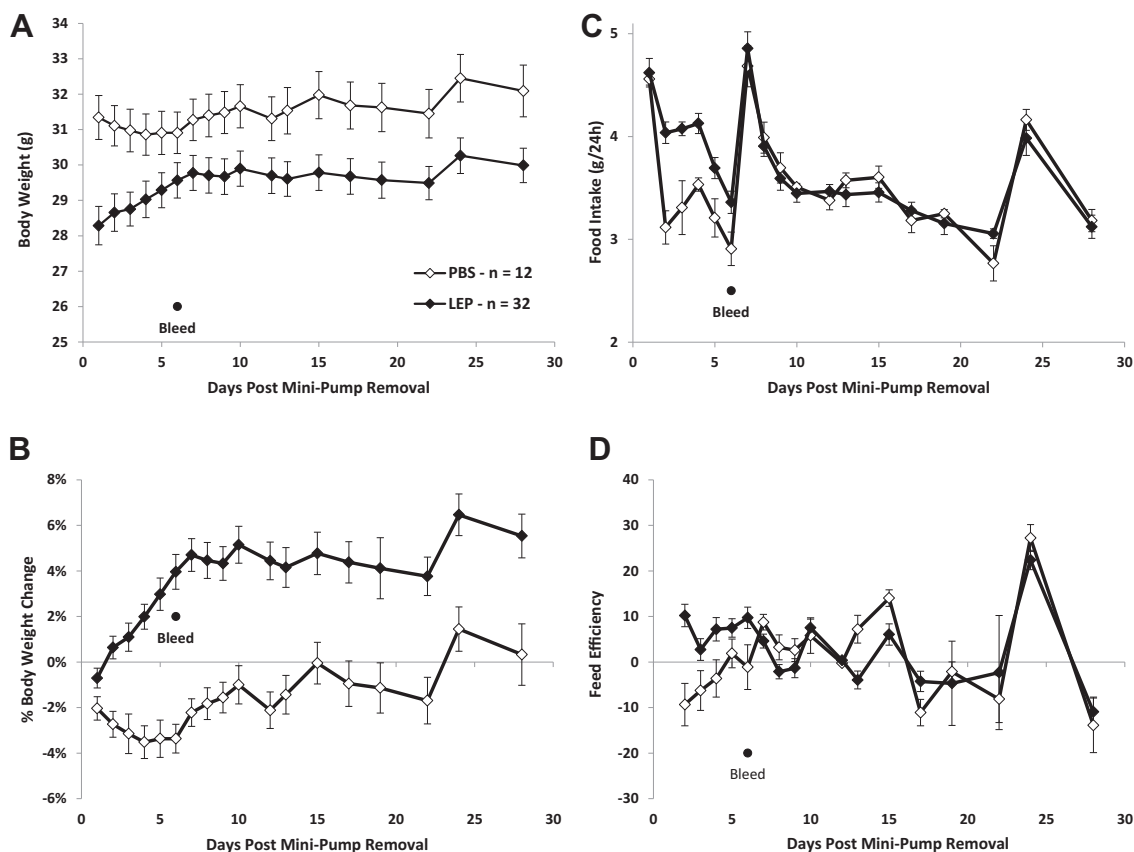 A
34
33
32
31
30
29
28
27
26
25
Body Weight (g)
PBS - n = 12
LEP - n = 32
Bleed
0 5 10 15 20 25 30
Days Post Mini-Pump Removal
C
5
4
3
2
Food Intake (g/24h)
Bleed
0 5 10 15 20 25 30
Days Post Mini-Pump Removal
B
8%
6%
4%
2%
0%
-2%
-4%
-6%
% Body Weight Change
Bleed
0 5 10 15 20 25 30
Days Post Mini-Pump Removal
D
40
30
20
10
0
-10
-20
-30
Feed Efficiency
Bleed
0 5 10 15 20 25 30
Days Post Mini-Pump Removal